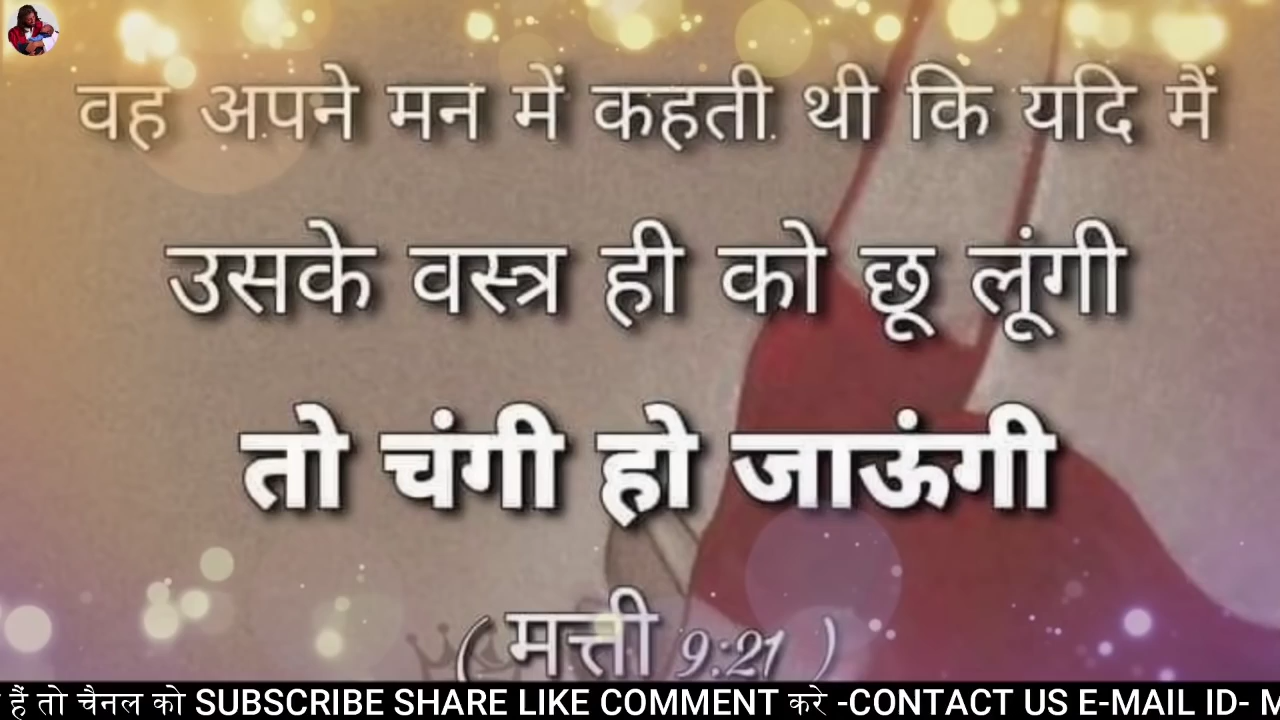 वह अपने मन में कहती थी कि यदि मैं
उसके वस्त्र ही को छू लूंगी
तो चंगी हो जाऊंगी
( मत्ती 9:21 )
हैं तो चैनल को SUBSCRIBE SHARE LIKE COMMENT करे -CONTACT US E-MAIL ID-